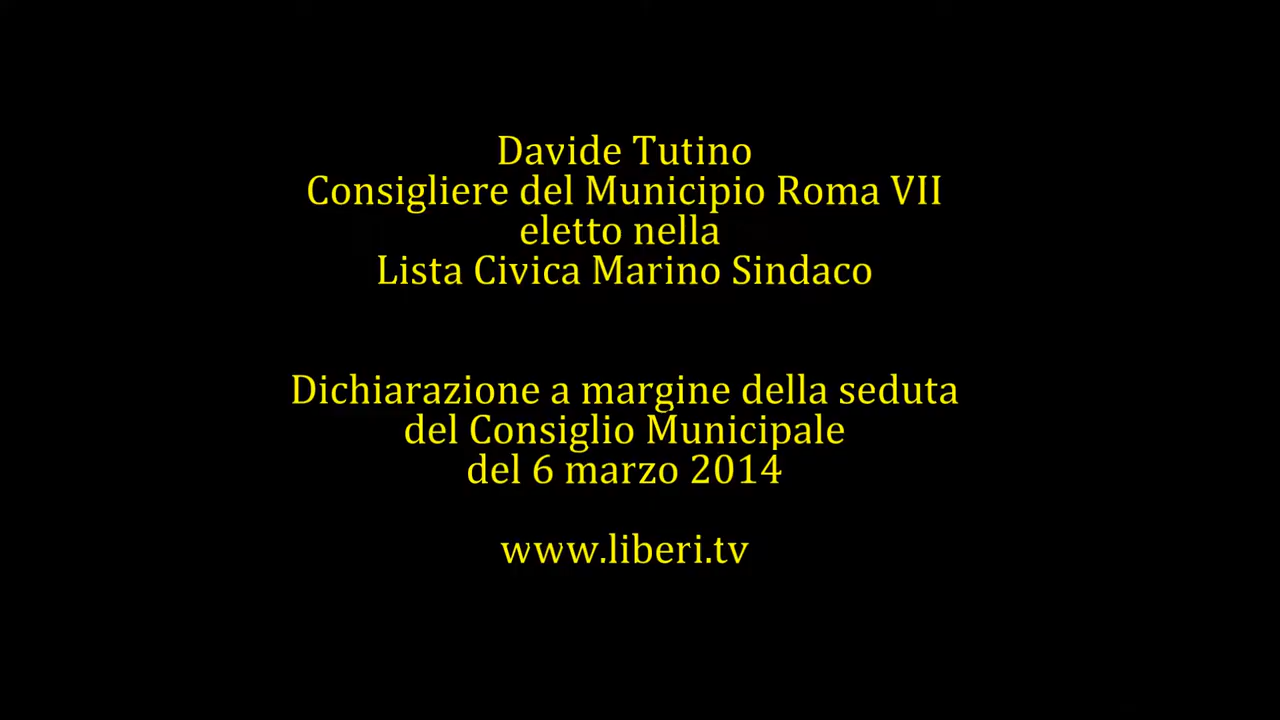 Davide Tutino
Consigliere del Municipio Roma VII
eletto nella
Lista Civica Marino Sindaco
Dichiarazione a margine della seduta
del Consiglio Municipale
del 6 marzo 2014
www.liberi.tv